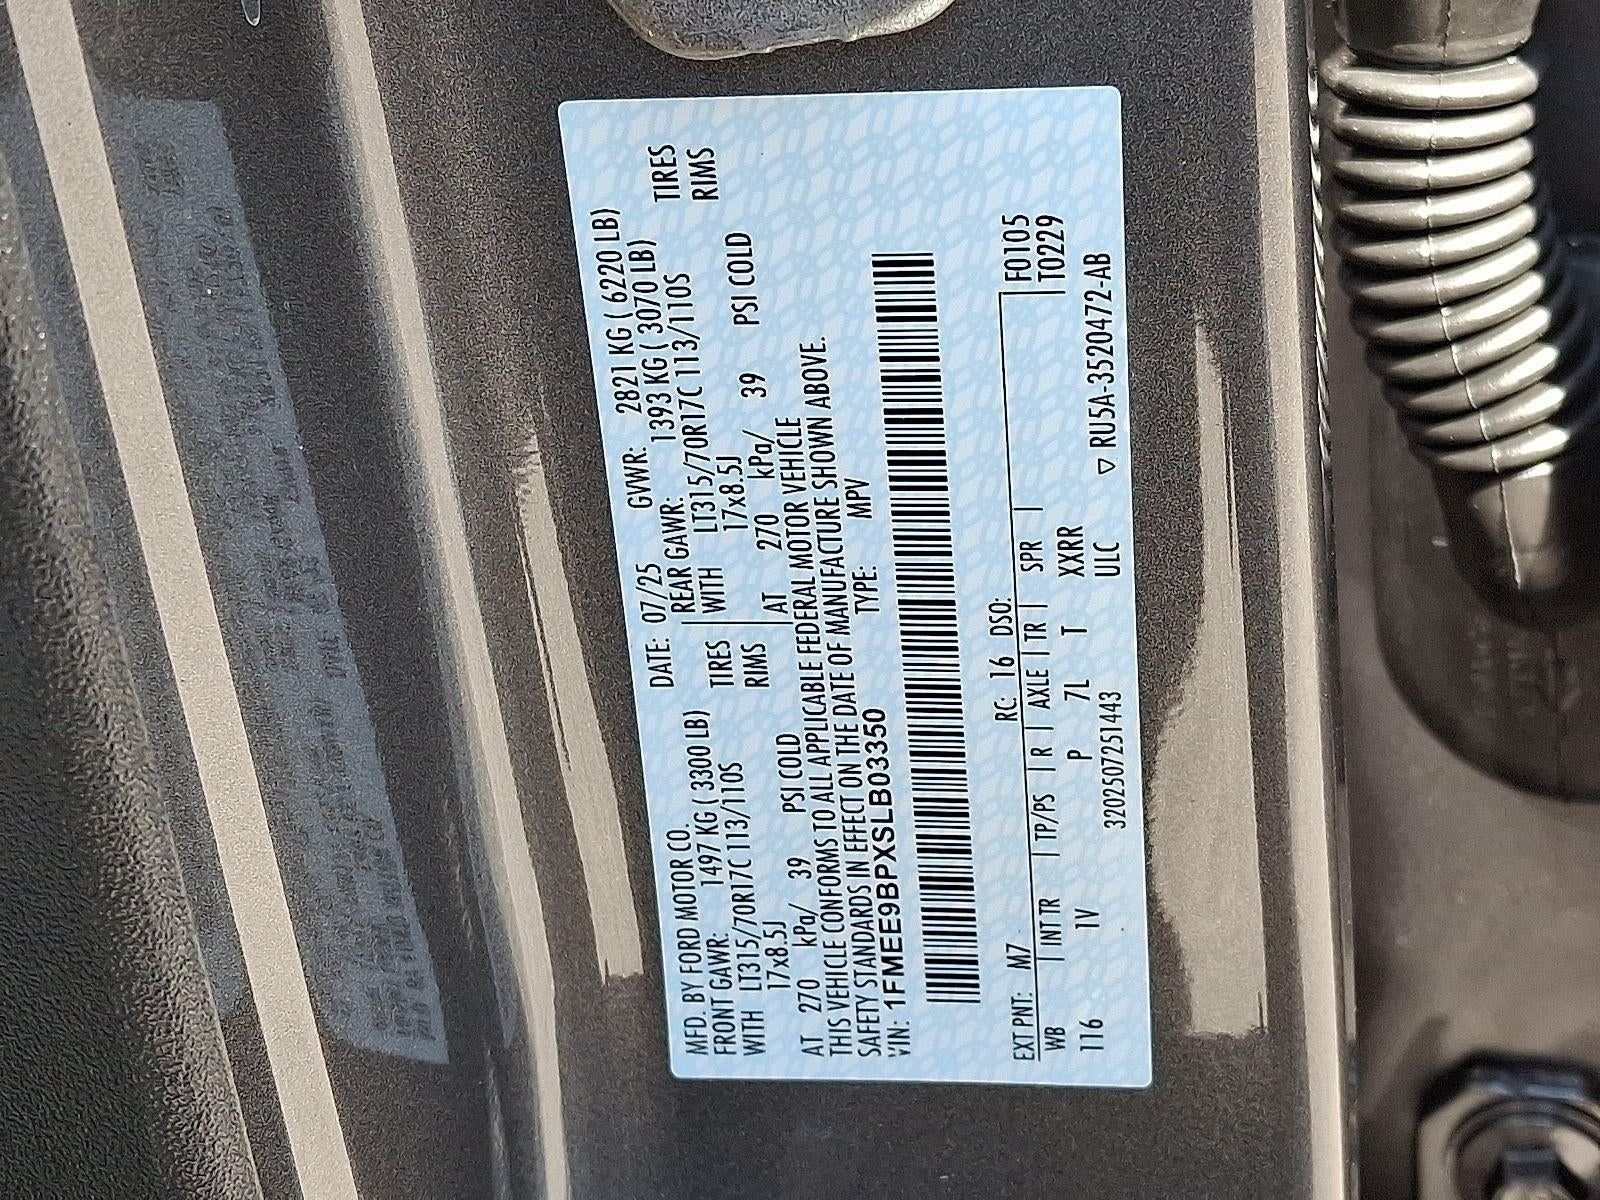 MFD. BY FORD MOTOR CO. DATE: 07/25 GVWR: 2821 KG ( 6220 LB)
FRONT GAWR: 1497 KG ( 3300 LB) REAR GAWR: 1393 KG ( 3070 LB)
WITH LT315/70R17C 113/110S TIRES WITH LT315/70R17C 113/110S TIRES
17x8.5J RIMS 17x8.5J RIMS
AT 270 kPa/ 39 PSI COLD AT 270 kPa/ 39 PSI COLD
THIS VEHICLE CONFORMS TO ALL APPLICABLE FEDERAL MOTOR VEHICLE
SAFETY STANDARDS IN EFFECT ON THE DATE OF MANUFACTURE SHOWN ABOVE.
VIN: 1FMEE9BPXSLB03350 TYPE: MPV
EXT PNT: M7 RC: 16 DSO: F0105
WB INT TR TP/PS R AXLE TR SPR T0229
116 1V P 7L T XXRR
3202507251443 ULC ▽ RU5A-3520472-AB